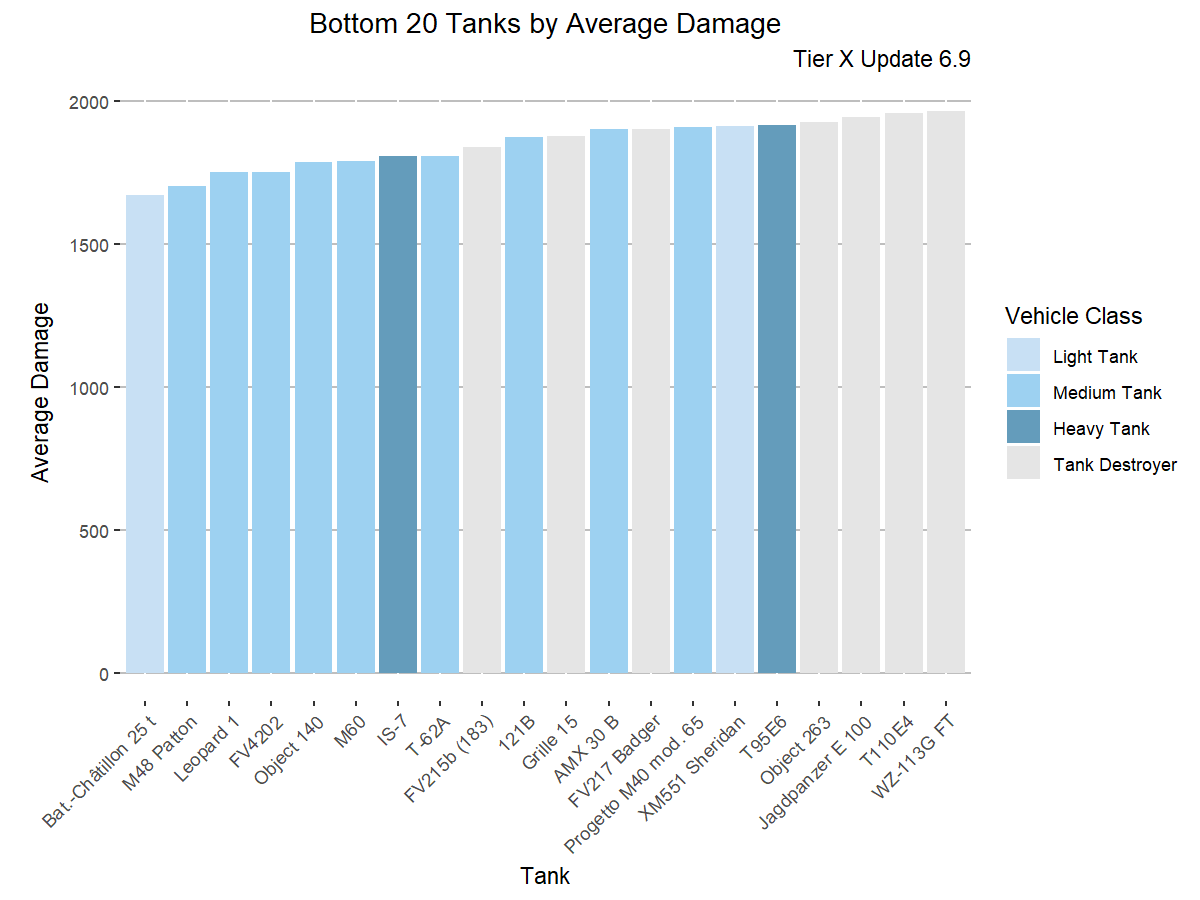 Bottom 20 Tanks by Average Damage
Tier X Update 6.9
Average Damage
2000
1500
1000
500
0
Bat.-Châtillon 25 t
M48 Patton
Leopard 1
FV4202
Object 140
M60
IS-7
T-62A
FV215b (183)
121B
Grille 15
AMX 30 B
FV217 Badger
Progetto M40 mod. 65
XM551 Sheridan
T95E6
Object 263
Jagdpanzer E 100
T110E4
WZ-113G FT
Tank
Vehicle Class
Light Tank
Medium Tank
Heavy Tank
Tank Destroyer